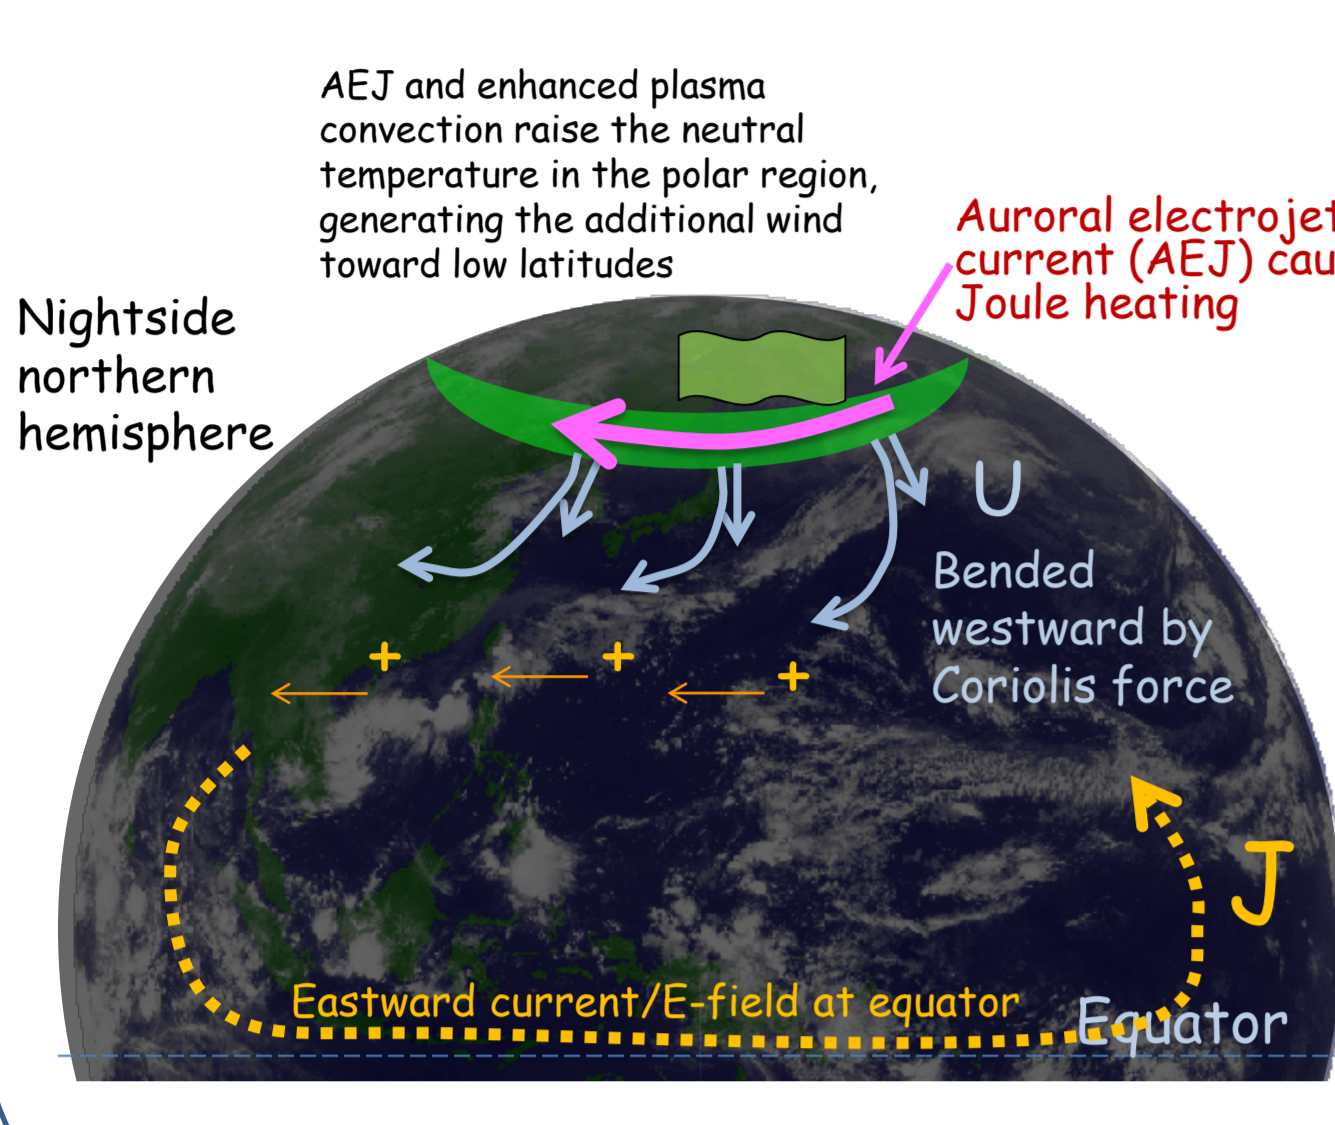 AEJ and enhanced plasma
convection raise the neutral
temperature in the polar region,
generating the additional wind
toward low latitudes
Auroral electrojet
current (AEJ) cau
Joule heating
Nightside
northern
hemisphere
U
Bended
westward by
Coriolis force
+
+
+
J
Eastward current/E-field at equator
Equator